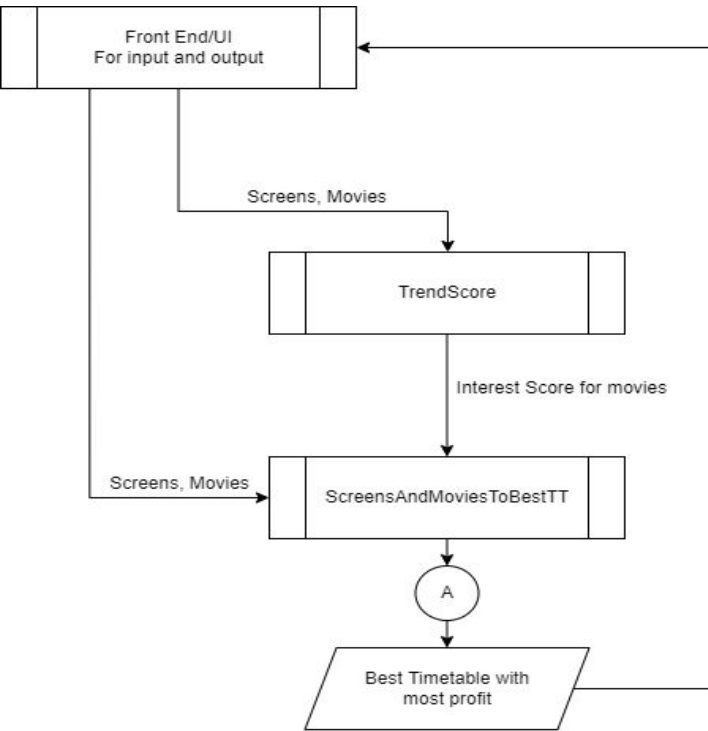 Front End/UI
For input and output
Screens, Movies
TrendScore
Interest Score for movies
Screens, Movies
ScreensAndMoviesToBestTT
A
Best Timetable with
most profit